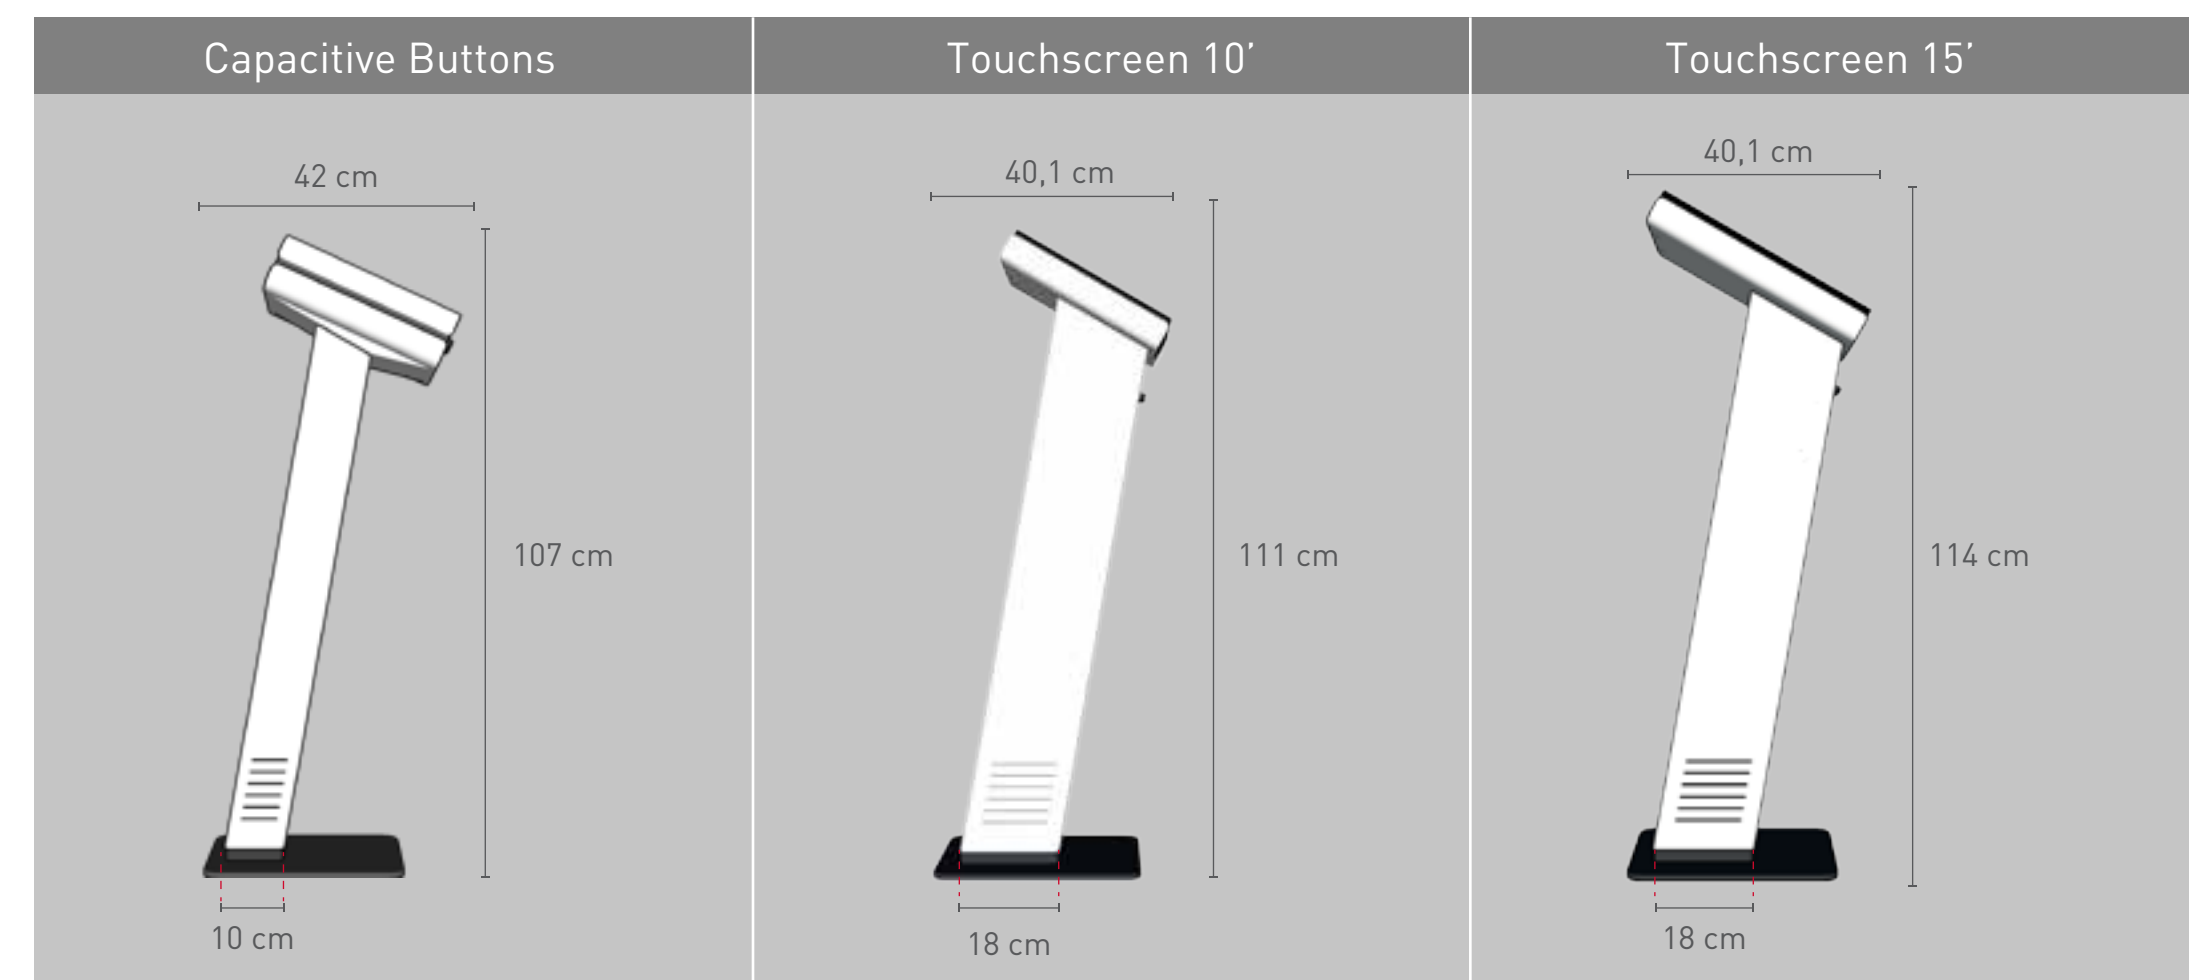 Capacitive Buttons
42 cm
107 cm
10 cm
Touchscreen 10’
40,1 cm
111 cm
18 cm
Touchscreen 15’
40,1 cm
114 cm
18 cm